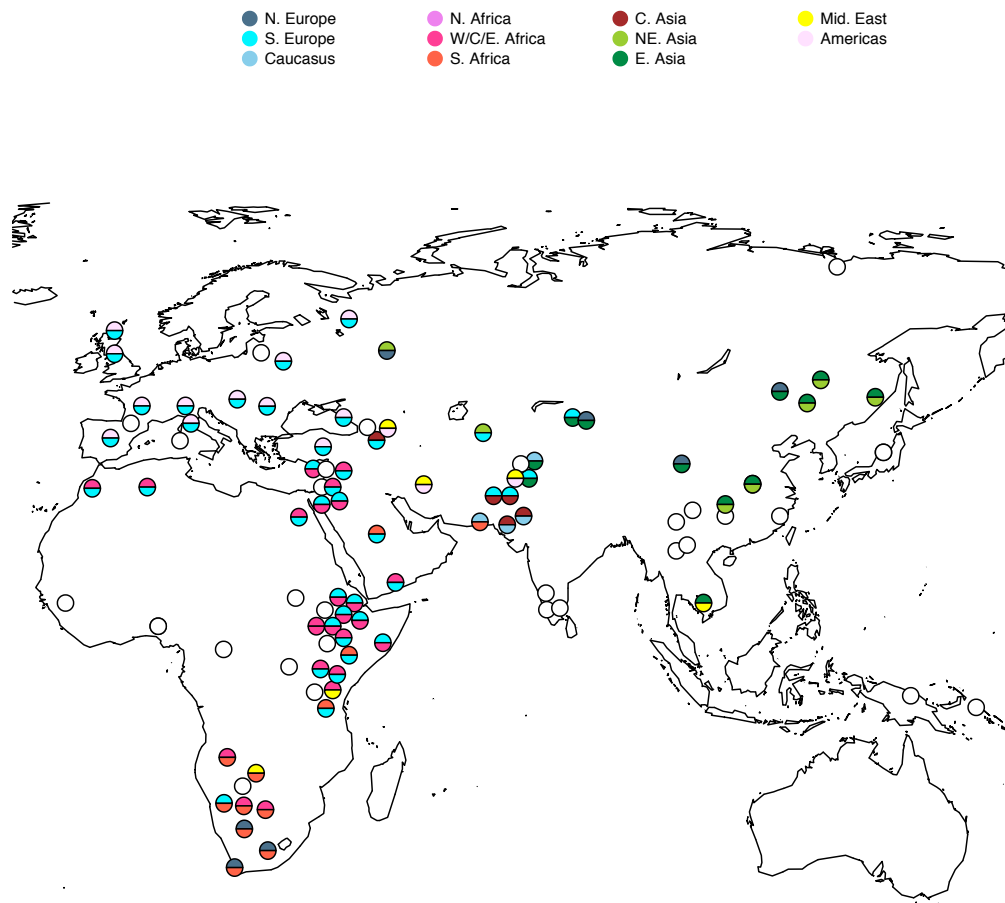 N. Europe N. Africa C. Asia Mid. East
S. Europe W/C/E. Africa NE. Asia Americas
Caucasus S. Africa E. Asia